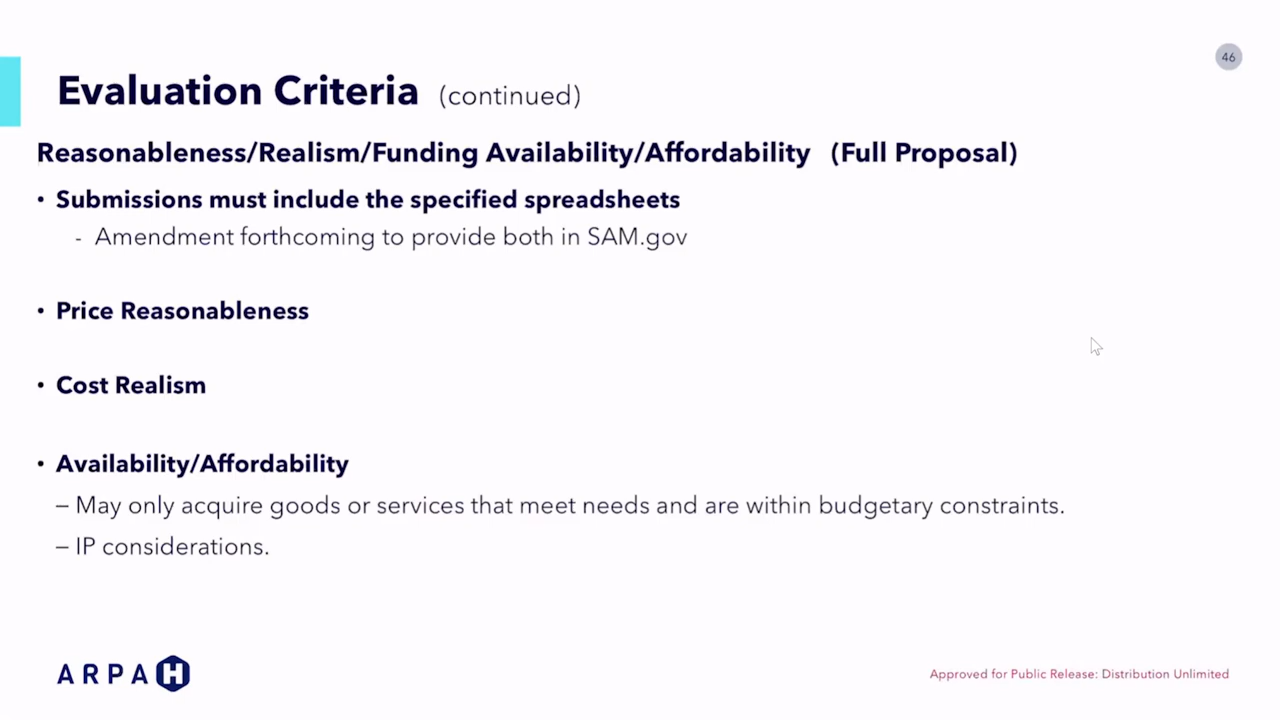 46
Evaluation Criteria (continued)
Reasonableness/Realism/Funding Availability/Affordability (Full Proposal)
• Submissions must include the specified spreadsheets
- Amendment forthcoming to provide both in SAM.gov
• Price Reasonableness
• Cost Realism
• Availability/Affordability
– May only acquire goods or services that meet needs and are within budgetary constraints.
– IP considerations.
ARPA H
Approved for Public Release: Distribution Unlimited